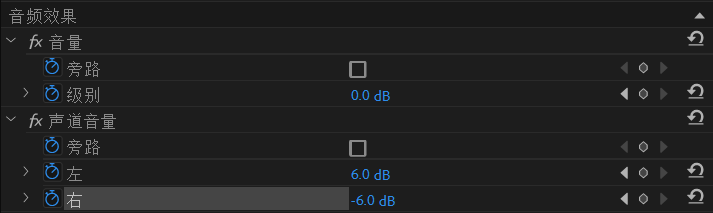 音频效果
fx 音量
旁路
级别 0.0 dB
fx 声道音量
旁路
左 6.0 dB
右 -6.0 dB